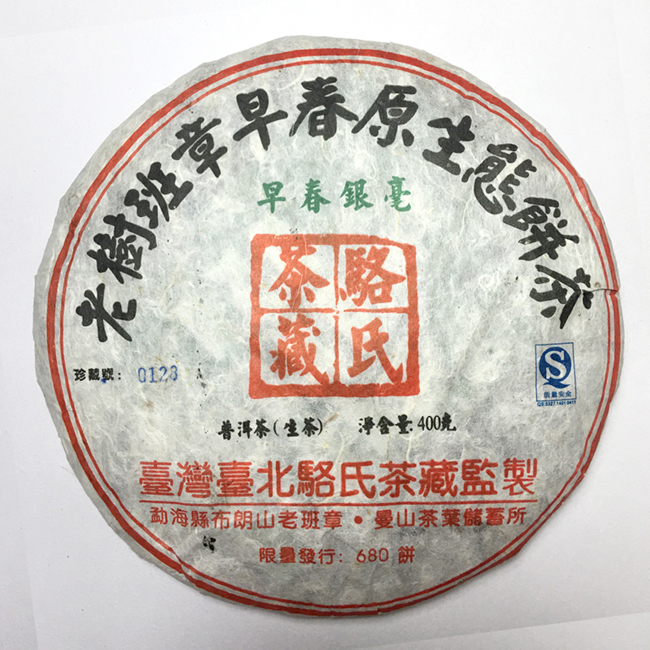 老樹班章早春原生態餅茶
早春銀毫
駱氏
茶藏
珍藏號： 0123 A
普洱茶（生茶） 淨含量：400克
臺灣臺北駱氏茶藏監製
勐海縣布朗山老班章・曼山茶葉儲蓄所
限量發行：680 餅